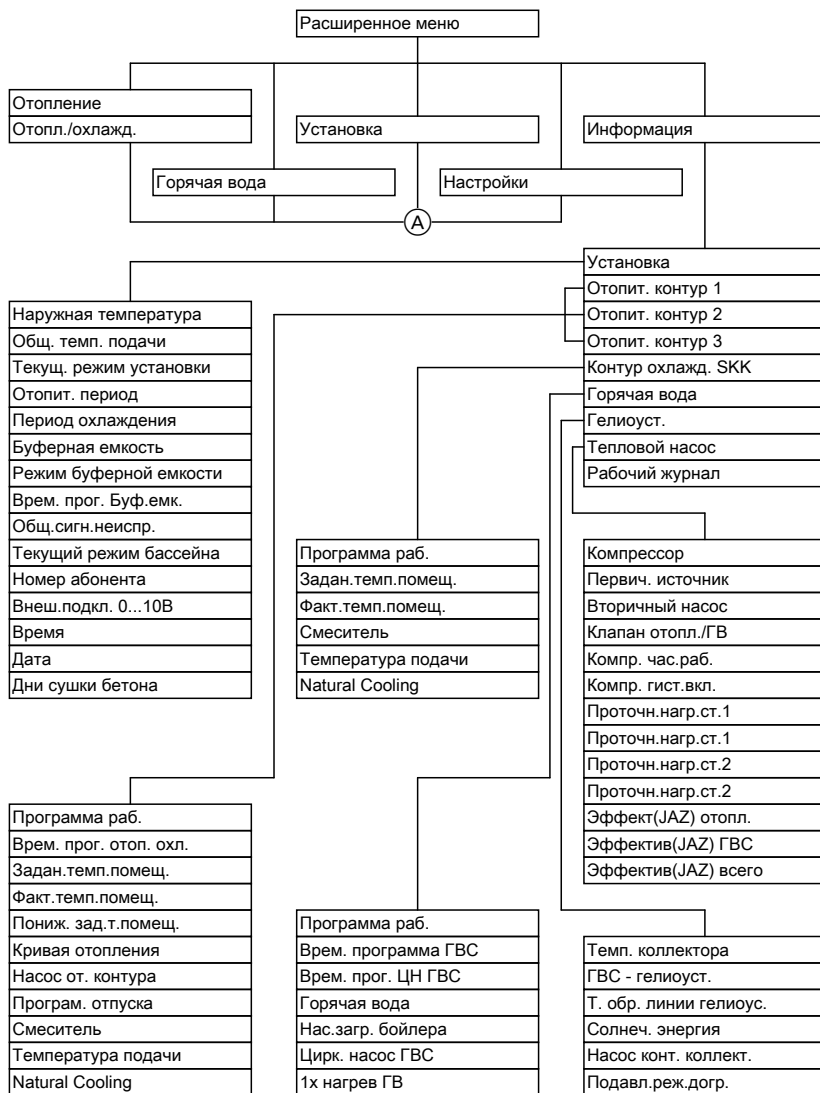 Расширенное меню
Отопление
Отопл./охлажд.
Установка
Информация
Горячая вода
Настройки
A
Установка
Отопит. контур 1
Отопит. контур 2
Отопит. контур 3
Контур охлажд. SKK
Горячая вода
Гелиоуст.
Тепловой насос
Рабочий журнал
Наружная температура
Общ. темп. подачи
Текущ. режим установки
Отопит. период
Период охлаждения
Буферная емкость
Режим буферной емкости
Врем. прог. Буф.емк.
Общ.сигн.неиспр.
Текущий режим бассейна
Номер абонента
Внеш.подкл. 0...10В
Время
Дата
Дни сушки бетона
Программа раб.
Задан.темп.помещ.
Факт.темп.помещ.
Смеситель
Температура подачи
Natural Cooling
Компрессор
Первич. источник
Вторичный насос
Клапан отопл./ГВ
Компр. час.раб.
Компр. гист.вкл.
Проточн.нагр.ст.1
Проточн.нагр.ст.1
Проточн.нагр.ст.2
Проточн.нагр.ст.2
Эффект(JAZ) отопл.
Эффектив(JAZ) ГВС
Эффектив(JAZ) всего
Программа раб.
Врем. прог. отоп. охл.
Задан.темп.помещ.
Факт.темп.помещ.
Пониж. зад.т.помещ.
Кривая отопления
Насос от. контура
Програм. отпуска
Смеситель
Температура подачи
Natural Cooling
Программа раб.
Врем. программа ГВС
Врем. прог. ЦН ГВС
Горячая вода
Нас.загр. бойлера
Цирк. насос ГВС
1x нагрев ГВ
Темп. коллектора
ГВС - гелиоуст.
Т. обр. линии гелиоус.
Солнеч. энергия
Насос конт. коллект.
Подавл.реж.догр.